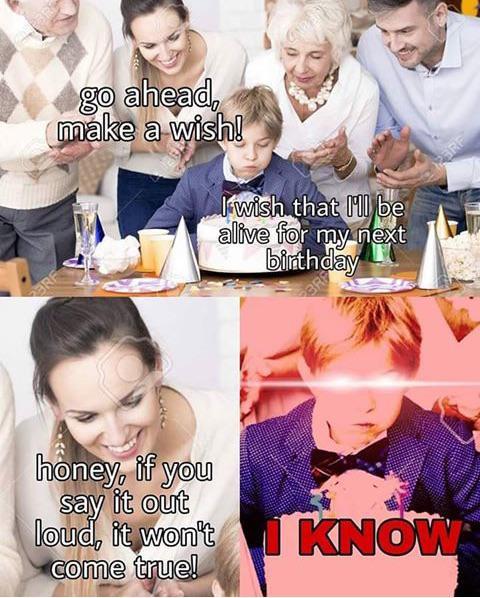 go ahead,
make a wish!
I wish that I'll be
alive for my next
birthday
honey, if you
say it out
loud, it won't
come true!
I KNOW